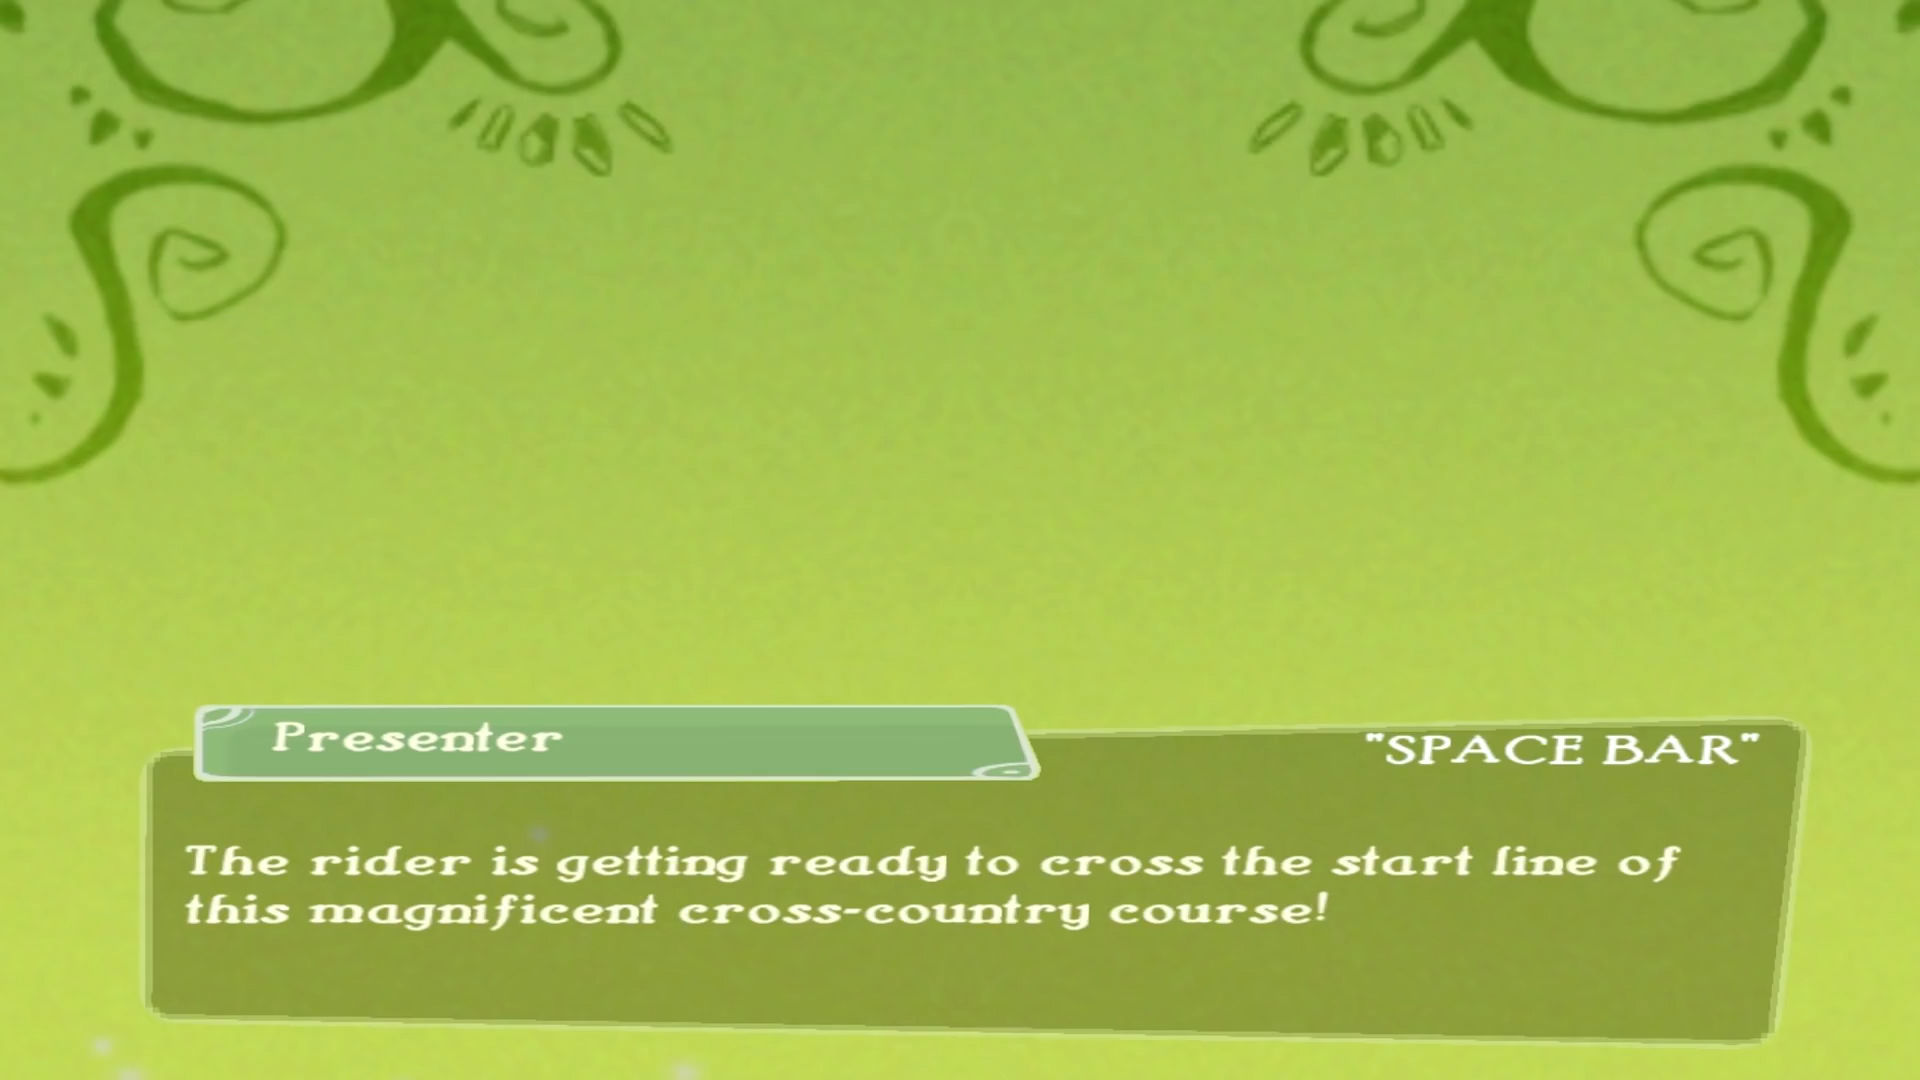 Presenter
"SPACE BAR"
The rider is getting ready to cross the start line of
this magnificent cross-country course!